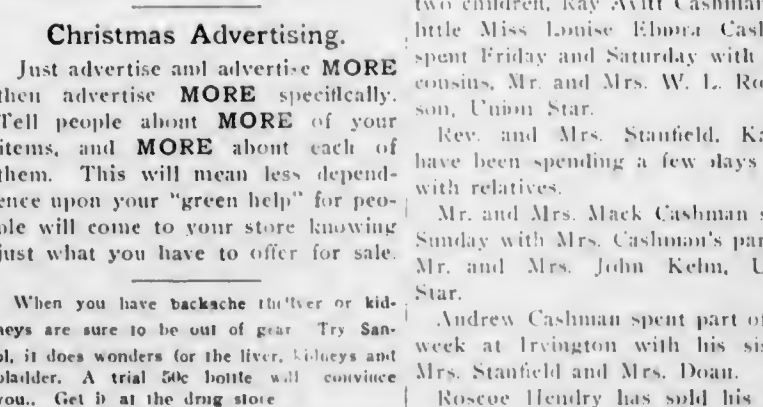 Christmas Advertising.
Just advertise and advertise MORE
then advertise MORE specifically.
Tell people about MORE of your
items, and MORE about each of
them. This will mean less depend-
ence upon your "green help" for peo-
ple will come to your store knowing
just what you have to offer for sale.
When you have backache the liver or kid-
neys are sure to be out of gear Try San-
ol, it does wonders for the liver, kidneys and
bladder. A trial 50c bottle will convince
you.. Get it at the drug store
two children, Ray Avitt Cashman
little Miss Louise Elnora Cash
spent Friday and Saturday with
cousins, Mr. and Mrs. W. L. Ro
son, Union Star.
Rev. and Mrs. Stanfield, Ka
have been spending a few days
with relatives.
Mr. and Mrs. Mack Cashman s
Sunday with Mrs. Cashman's par
Mr. and Mrs. John Kehn, U
Star.
Andrew Cashman spent part of
week at Irvington with his sis
Mrs. Stanfield and Mrs. Doan.
Roscoe Hendry has sold his